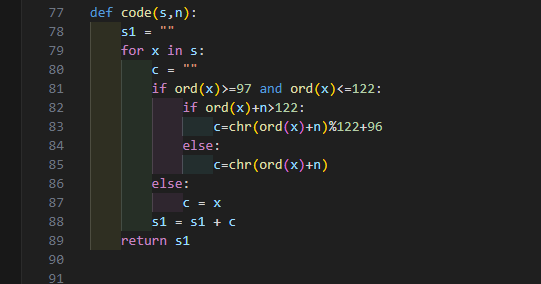 77 def code(s,n):
78     s1 = ""
79     for x in s:
80         c = ""
81         if ord(x)>=97 and ord(x)<=122:
82             if ord(x)+n>122:
83                 c=chr(ord(x)+n)%122+96
84             else:
85                 c=chr(ord(x)+n)
86         else:
87             c = x
88         s1 = s1 + c
89     return s1
90
91